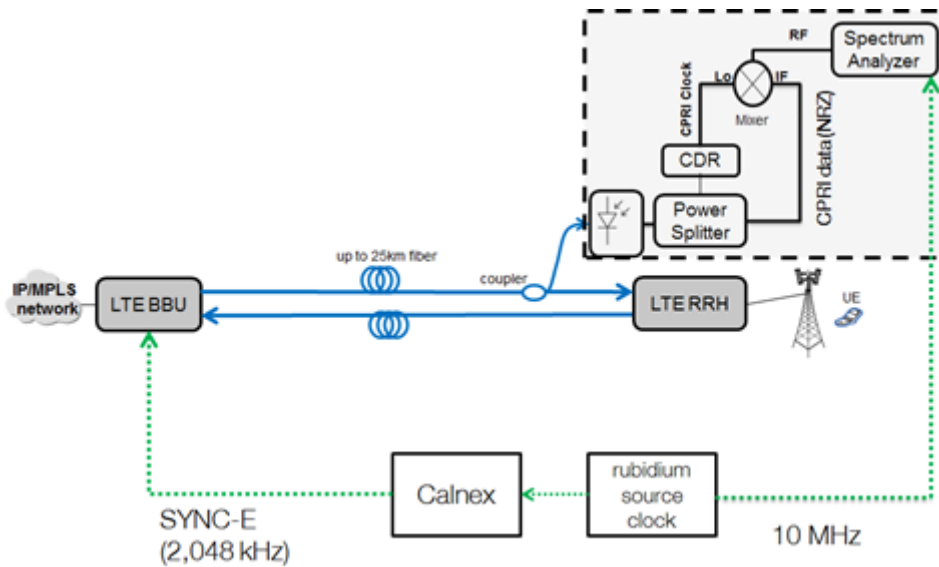 RF
Spectrum
Analyzer
Lo
IF
CPRI Clock
Mixer
CPRI data (NRZ)
CDR
Power
Splitter
up to 25km fiber
coupler
IP/MPLS
network
LTE BBU
LTE RRH
UE
Calnex
rubidium
source
clock
SYNC-E
(2,048 kHz)
10 MHz